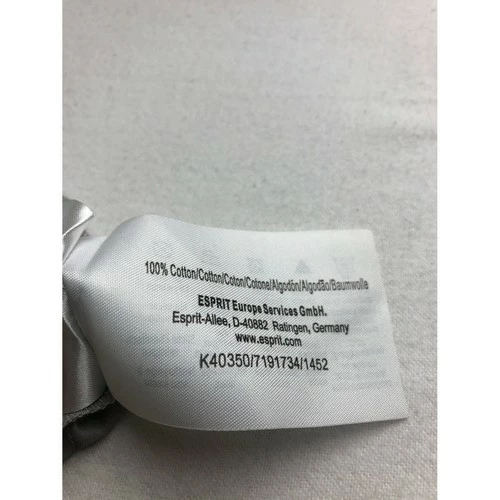 100% Cotton/Cotton/Coton/Cotone/Algodón/Algodão/Baumwolle
ESPRIT Europe Services GmbH.
Esprit-Allee, D-40882 Ratingen, Germany
www.esprit.com
K40350/7191734/1452